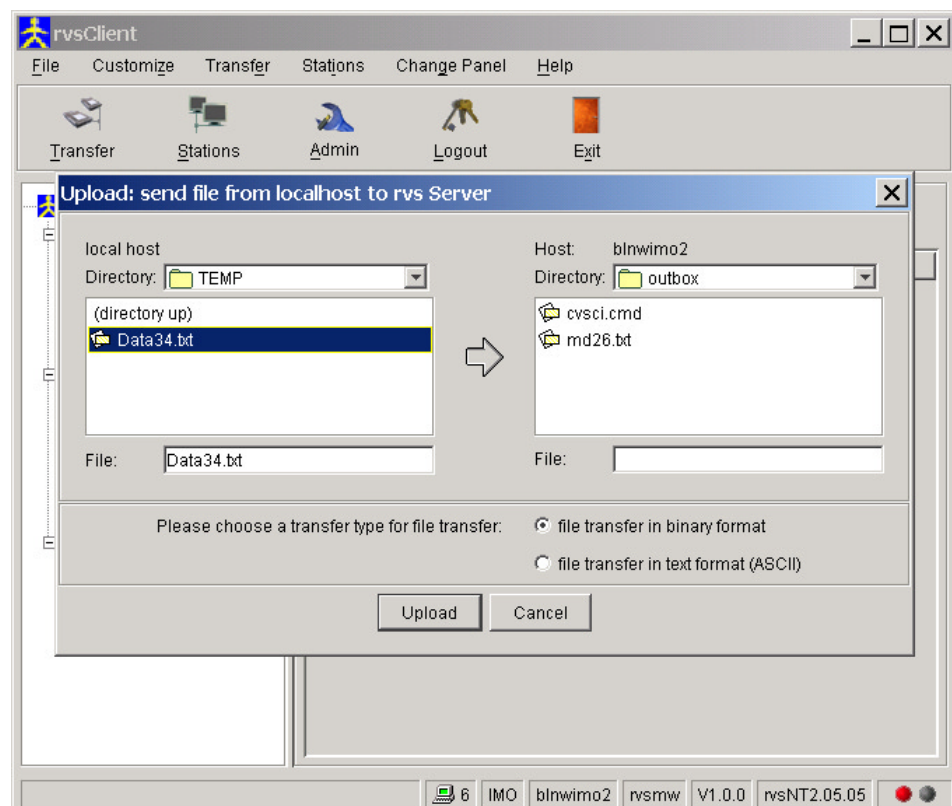 rvsClient
File Customize Transfer Stations Change Panel Help
Transfer Stations Admin Logout Exit
Upload: send file from localhost to rvs Server
local host
Directory: TEMP
(directory up)
Data34.txt
File: Data34.txt
Host: blnwimo2
Directory: outbox
cvsci.cmd
md26.txt
File:
Please choose a transfer type for file transfer:
file transfer in binary format
file transfer in text format (ASCII)
Upload Cancel
6 IMO blnwimo2 rvsmw V1.0.0 rvsNT2.05.05